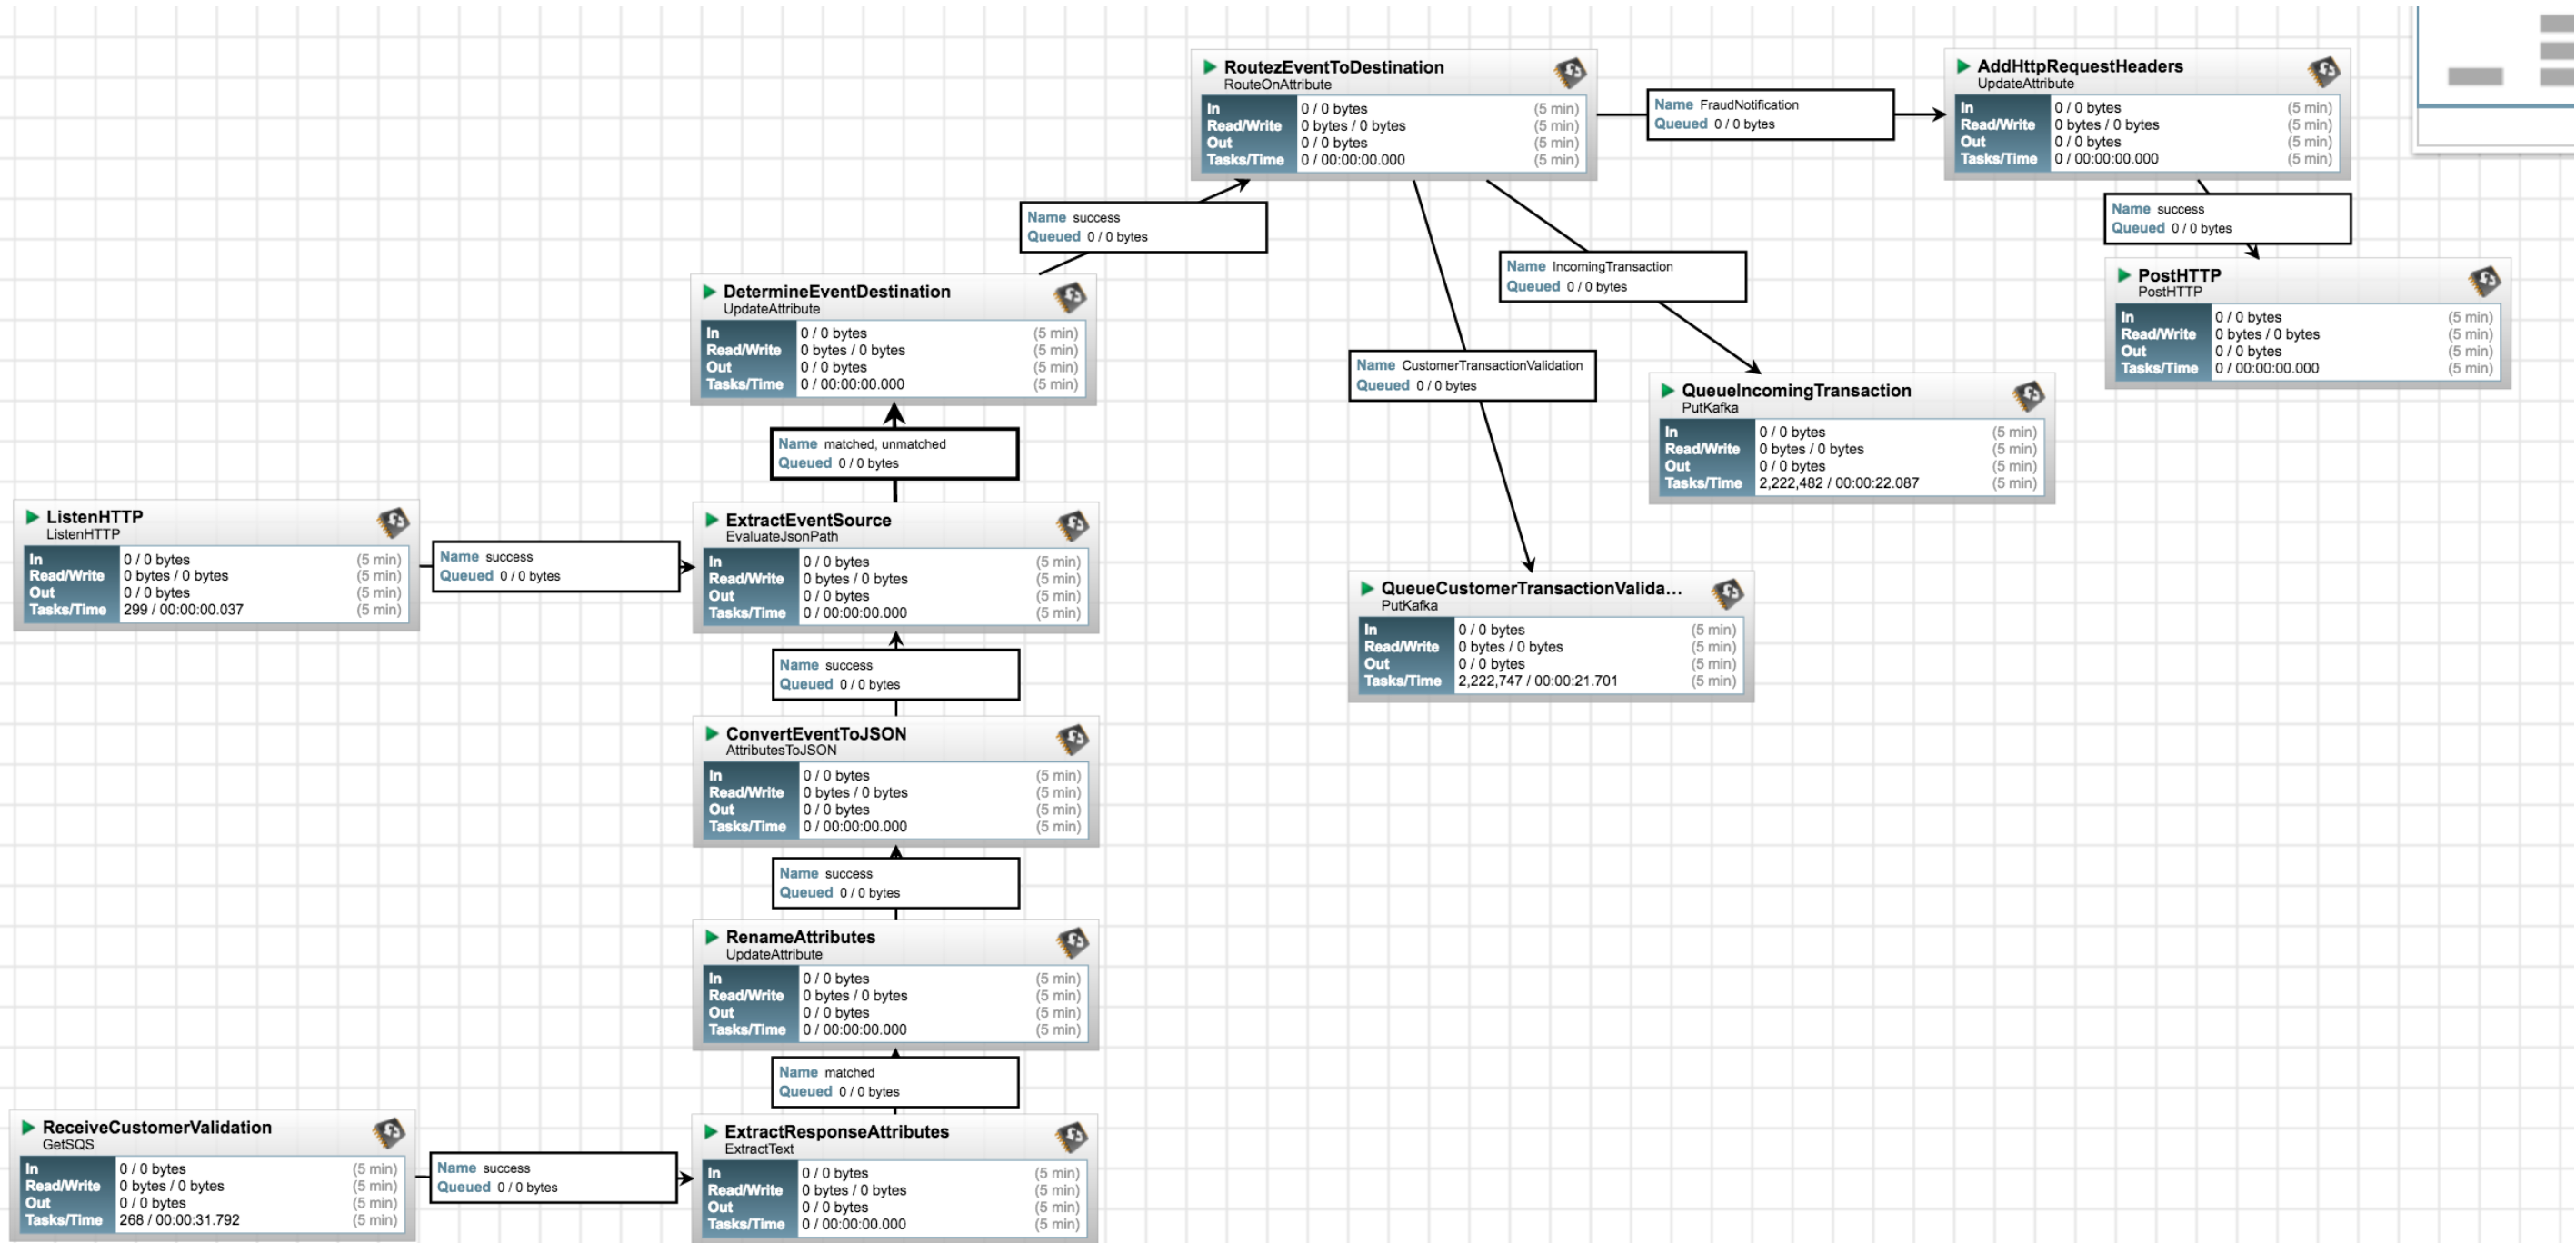 RoutezEventToDestination
RouteOnAttribute
In 0 / 0 bytes (5 min)
Read/Write 0 bytes / 0 bytes (5 min)
Out 0 / 0 bytes (5 min)
Tasks/Time 0 / 00:00:00.000 (5 min)
Name FraudNotification
Queued 0 / 0 bytes
AddHttpRequestHeaders
UpdateAttribute
In 0 / 0 bytes (5 min)
Read/Write 0 bytes / 0 bytes (5 min)
Out 0 / 0 bytes (5 min)
Tasks/Time 0 / 00:00:00.000 (5 min)
Name success
Queued 0 / 0 bytes
Name success
Queued 0 / 0 bytes
PostHTTP
PostHTTP
In 0 / 0 bytes (5 min)
Read/Write 0 bytes / 0 bytes (5 min)
Out 0 / 0 bytes (5 min)
Tasks/Time 0 / 00:00:00.000 (5 min)
Name IncomingTransaction
Queued 0 / 0 bytes
DetermineEventDestination
UpdateAttribute
In 0 / 0 bytes (5 min)
Read/Write 0 bytes / 0 bytes (5 min)
Out 0 / 0 bytes (5 min)
Tasks/Time 0 / 00:00:00.000 (5 min)
Name CustomerTransactionValidation
Queued 0 / 0 bytes
QueueIncomingTransaction
PutKafka
In 0 / 0 bytes (5 min)
Read/Write 0 bytes / 0 bytes (5 min)
Out 0 / 0 bytes (5 min)
Tasks/Time 2,222,482 / 00:00:22.087 (5 min)
Name matched, unmatched
Queued 0 / 0 bytes
ListenHTTP
ListenHTTP
In 0 / 0 bytes (5 min)
Read/Write 0 bytes / 0 bytes (5 min)
Out 0 / 0 bytes (5 min)
Tasks/Time 299 / 00:00:00.037 (5 min)
Name success
Queued 0 / 0 bytes
ExtractEventSource
EvaluateJsonPath
In 0 / 0 bytes (5 min)
Read/Write 0 bytes / 0 bytes (5 min)
Out 0 / 0 bytes (5 min)
Tasks/Time 0 / 00:00:00.000 (5 min)
QueueCustomerTransactionValida...
PutKafka
In 0 / 0 bytes (5 min)
Read/Write 0 bytes / 0 bytes (5 min)
Out 0 / 0 bytes (5 min)
Tasks/Time 2,222,747 / 00:00:21.701 (5 min)
Name success
Queued 0 / 0 bytes
ConvertEventToJSON
AttributesToJSON
In 0 / 0 bytes (5 min)
Read/Write 0 bytes / 0 bytes (5 min)
Out 0 / 0 bytes (5 min)
Tasks/Time 0 / 00:00:00.000 (5 min)
Name success
Queued 0 / 0 bytes
RenameAttributes
UpdateAttribute
In 0 / 0 bytes (5 min)
Read/Write 0 bytes / 0 bytes (5 min)
Out 0 / 0 bytes (5 min)
Tasks/Time 0 / 00:00:00.000 (5 min)
Name matched
Queued 0 / 0 bytes
ReceiveCustomerValidation
GetSQS
In 0 / 0 bytes (5 min)
Read/Write 0 bytes / 0 bytes (5 min)
Out 0 / 0 bytes (5 min)
Tasks/Time 268 / 00:00:31.792 (5 min)
Name success
Queued 0 / 0 bytes
ExtractResponseAttributes
ExtractText
In 0 / 0 bytes (5 min)
Read/Write 0 bytes / 0 bytes (5 min)
Out 0 / 0 bytes (5 min)
Tasks/Time 0 / 00:00:00.000 (5 min)